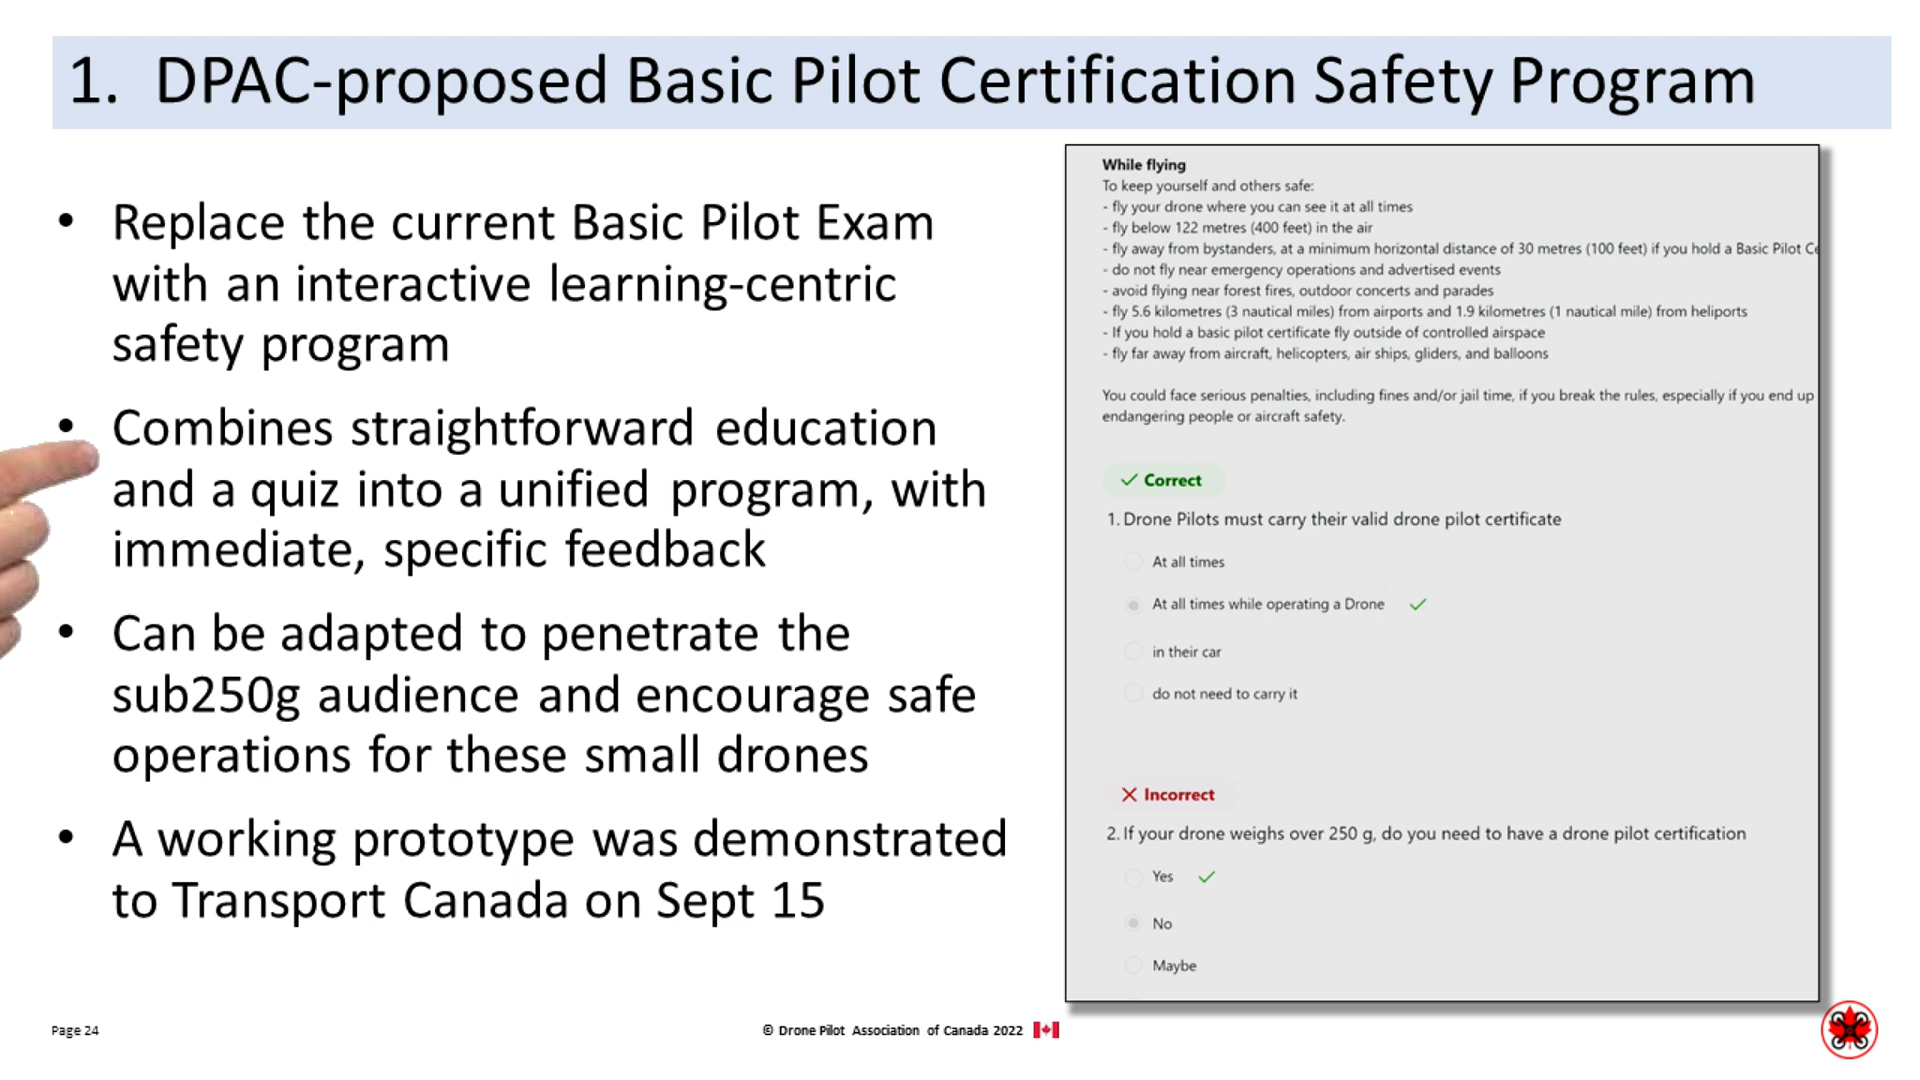 1. DPAC-proposed Basic Pilot Certification Safety Program
• Replace the current Basic Pilot Exam
with an interactive learning-centric
safety program
• Combines straightforward education
and a quiz into a unified program, with
immediate, specific feedback
• Can be adapted to penetrate the
sub250g audience and encourage safe
operations for these small drones
• A working prototype was demonstrated
to Transport Canada on Sept 15
While flying
To keep yourself and others safe:
- fly your drone where you can see it at all times
- fly below 122 metres (400 feet) in the air
- fly away from bystanders, at a minimum horizontal distance of 30 metres (100 feet) if you hold a Basic Pilot
- do not fly near emergency operations and advertised events
- avoid flying near forest fires, outdoor concerts and parades
- fly 5.6 kilometres (3 nautical miles) from airports and 1.9 kilometres (1 nautical mile) from heliports
- If you hold a basic pilot certificate fly outside of controlled airspace
- fly far away from aircraft, helicopters, air ships, gliders, and balloons
You could face serious penalties, including fines and/or jail time, if you break the rules, especially if you end up
endangering people or aircraft safety.
✓ Correct
1. Drone Pilots must carry their valid drone pilot certificate
At all times
At all times while operating a Drone ✓
in their car
do not need to carry it
✕ Incorrect
2. If your drone weighs over 250 g, do you need to have a drone pilot certification
Yes ✓
No
Maybe
Page 24
© Drone Pilot Association of Canada 2022